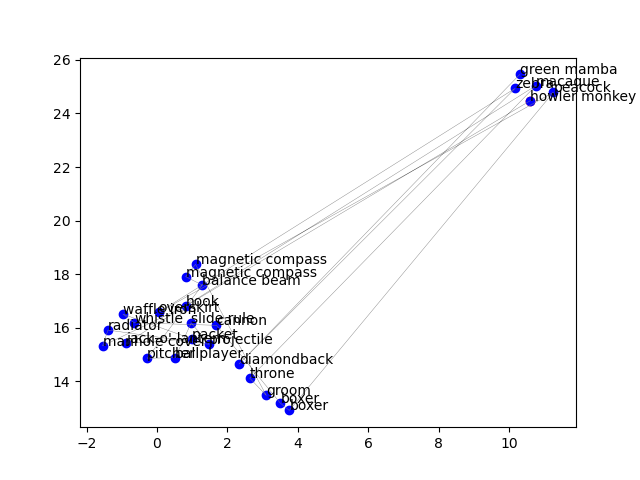 26
24
22
20
18
16
14
−2
0
2
4
6
8
10
green mamba
macaque
zebra
peacock
howler monkey
magnetic compass
magnetic compass
balance beam
hook
waffle iron
overskirt
whistle
slide rule
cannon
radiator
packet
manhole cover
jack-o'-lantern
projectile
pitcher
ballplayer
diamondback
throne
groom
boxer
boxer